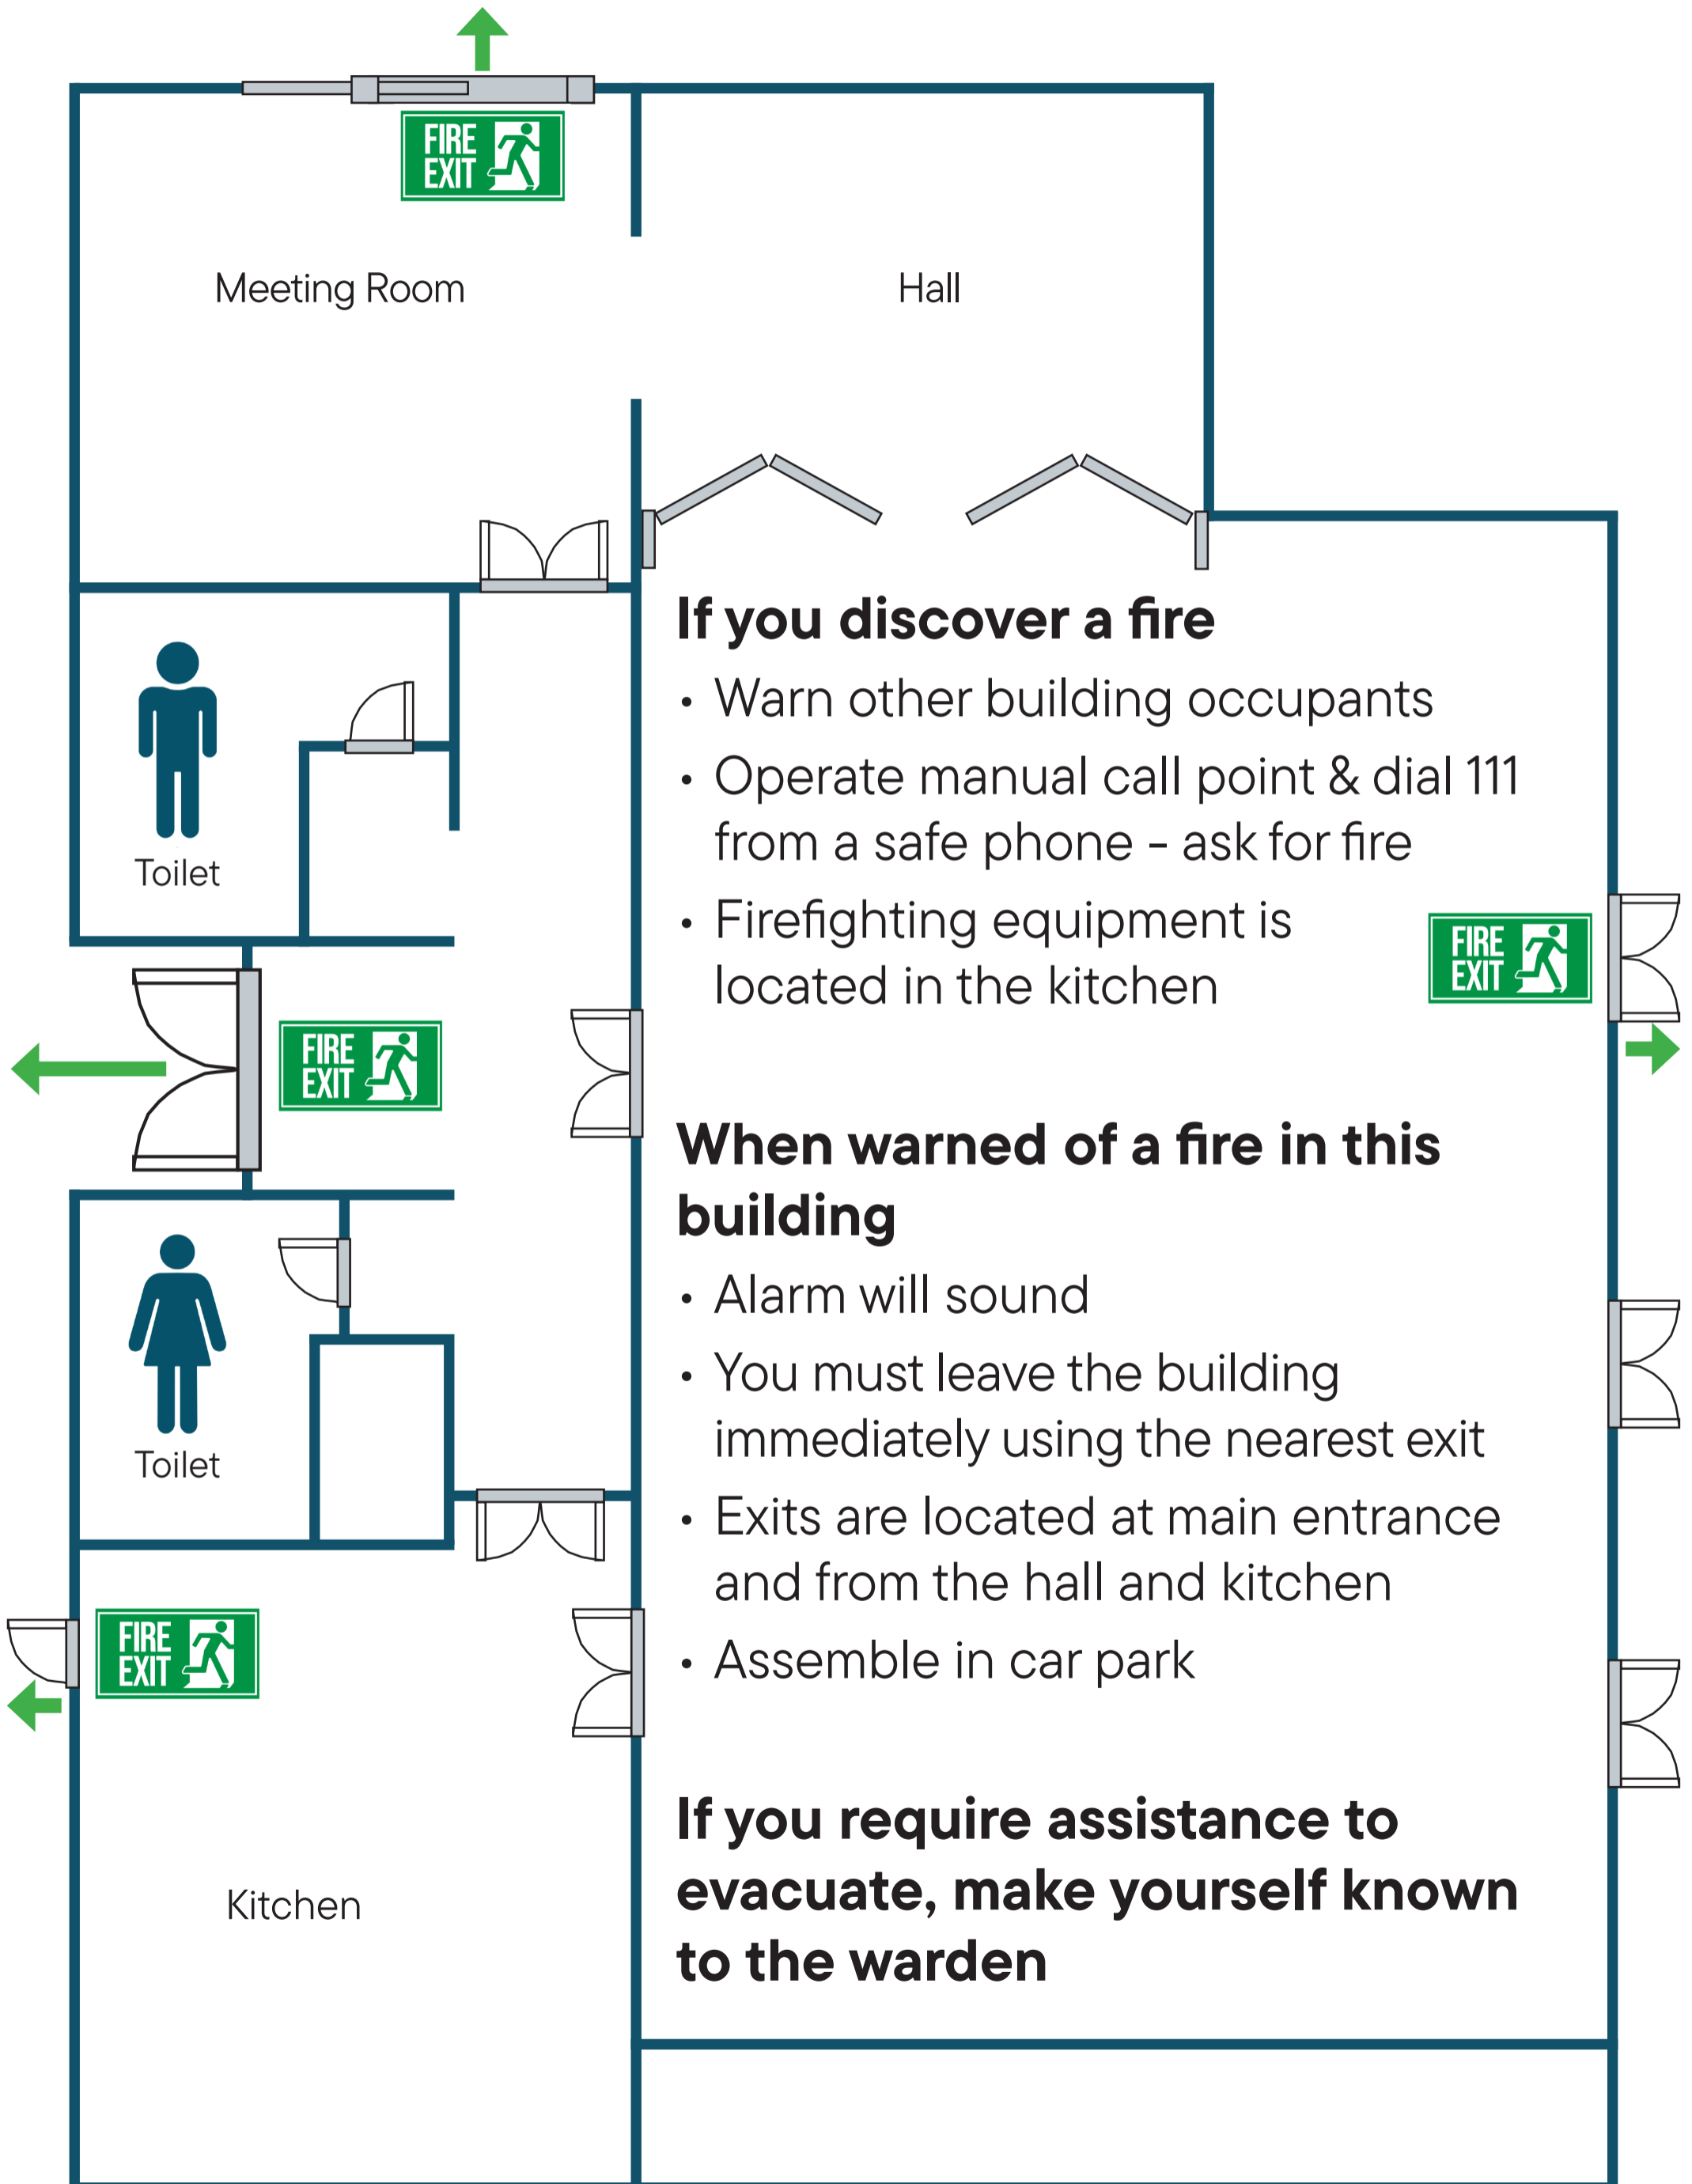 FIRE
EXIT
Meeting Room
Hall
If you discover a fire
• Warn other building occupants
• Operate manual call point & dial 111
from a safe phone - ask for fire
• Firefighting equipment is
located in the kitchen
Toilet
FIRE
EXIT
FIRE
EXIT
When warned of a fire in this
building
• Alarm will sound
• You must leave the building
immediately using the nearest exit
• Exits are located at main entrance
and from the hall and kitchen
• Assemble in car park
Toilet
FIRE
EXIT
If you require assistance to
evacuate, make yourself known
to the warden
Kitchen